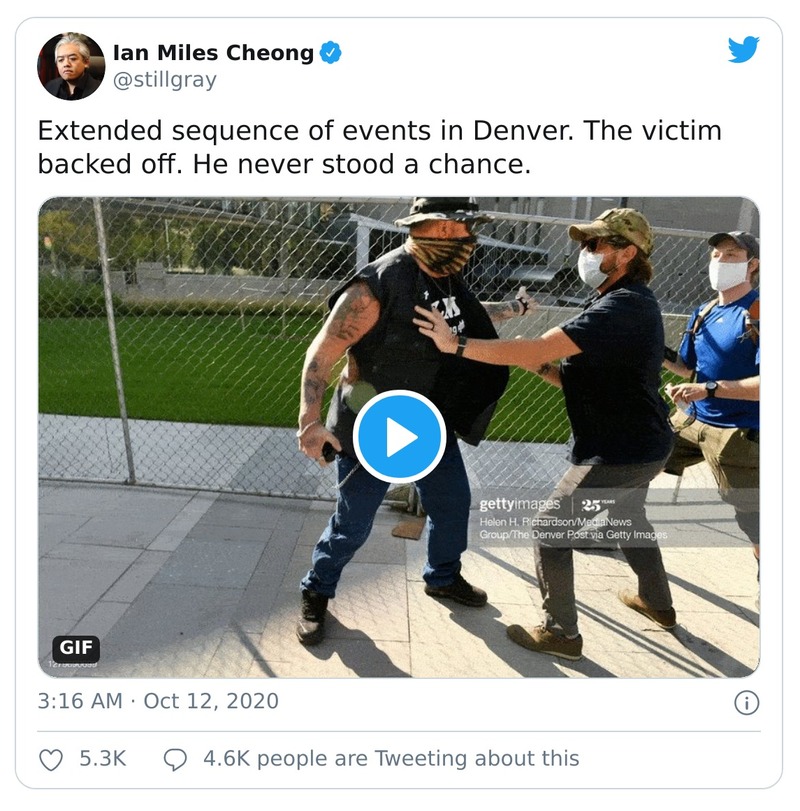 Ian Miles Cheong
@stillgray
Extended sequence of events in Denver. The victim
backed off. He never stood a chance.
gettyimages 25 YEARS
Helen H. Richardson/MediaNews
Group/The Denver Post via Getty Images
GIF
3:16 AM · Oct 12, 2020
5.3K 4.6K people are Tweeting about this